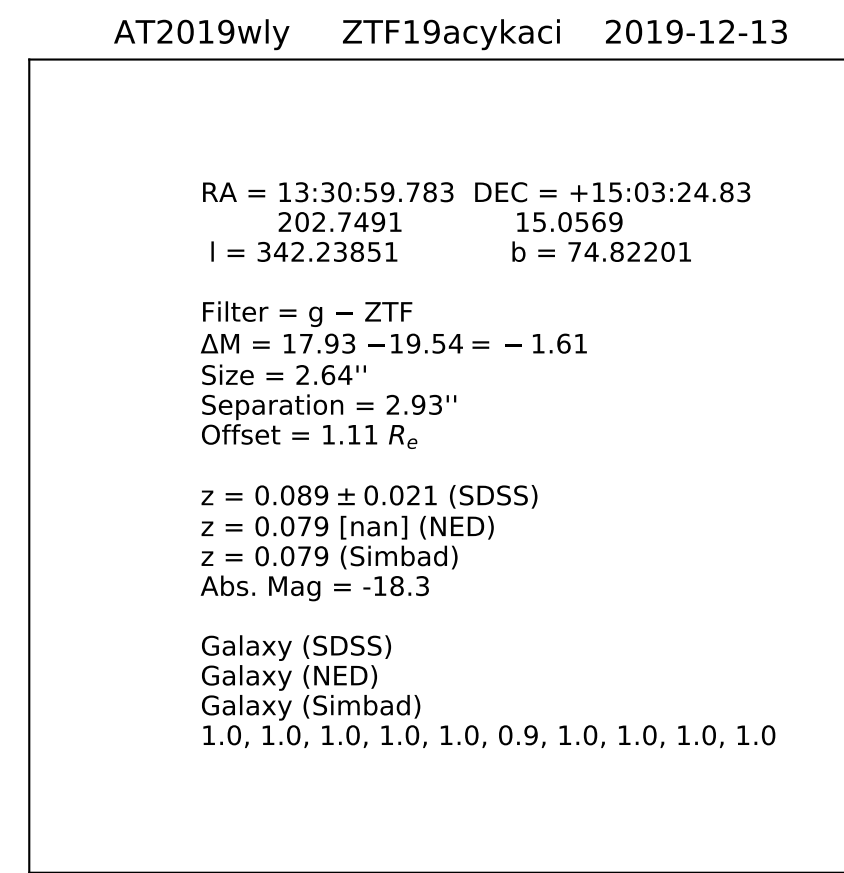 AT2019wly ZTF19acykaci 2019-12-13
RA = 13:30:59.783 DEC = +15:03:24.83
202.7491 15.0569
l = 342.23851 b = 74.82201
Filter = g − ZTF
ΔM = 17.93 −19.54 = − 1.61
Size = 2.64''
Separation = 2.93''
Offset = 1.11 Rₑ
z = 0.089 ± 0.021 (SDSS)
z = 0.079 [nan] (NED)
z = 0.079 (Simbad)
Abs. Mag = -18.3
Galaxy (SDSS)
Galaxy (NED)
Galaxy (Simbad)
1.0, 1.0, 1.0, 1.0, 1.0, 0.9, 1.0, 1.0, 1.0, 1.0